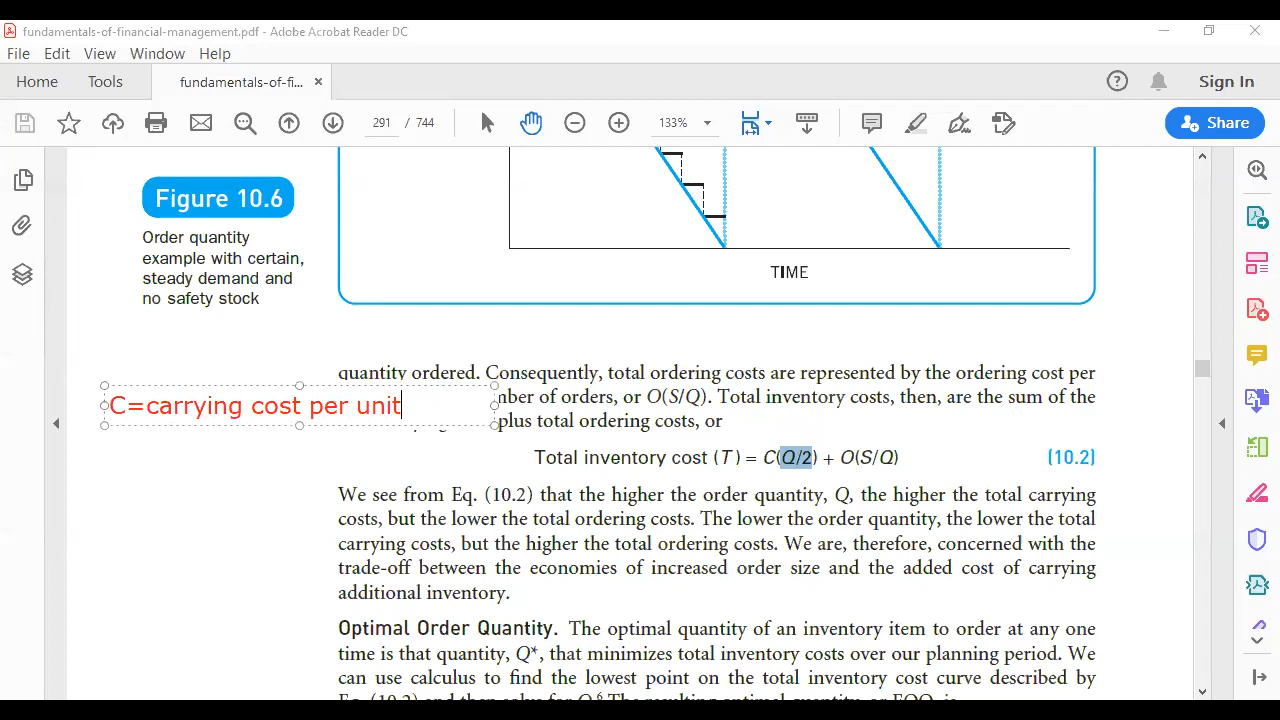 fundamentals-of-financial-management.pdf - Adobe Acrobat Reader DC
File Edit View Window Help
Home Tools fundamentals-of-fi... × Sign In
291 / 744 133% Share
Figure 10.6
Order quantity
example with certain,
steady demand and
no safety stock
TIME
quantity ordered. Consequently, total ordering costs are represented by the ordering cost per
C=carrying cost per unit
mber of orders, or O(S/Q). Total inventory costs, then, are the sum of the
plus total ordering costs, or
Total inventory cost (T) = C(Q/2) + O(S/Q) (10.2)
We see from Eq. (10.2) that the higher the order quantity, Q, the higher the total carrying
costs, but the lower the total ordering costs. The lower the order quantity, the lower the total
carrying costs, but the higher the total ordering costs. We are, therefore, concerned with the
trade-off between the economies of increased order size and the added cost of carrying
additional inventory.
Optimal Order Quantity. The optimal quantity of an inventory item to order at any one
time is that quantity, Q*, that minimizes total inventory costs over our planning period. We
can use calculus to find the lowest point on the total inventory cost curve described by